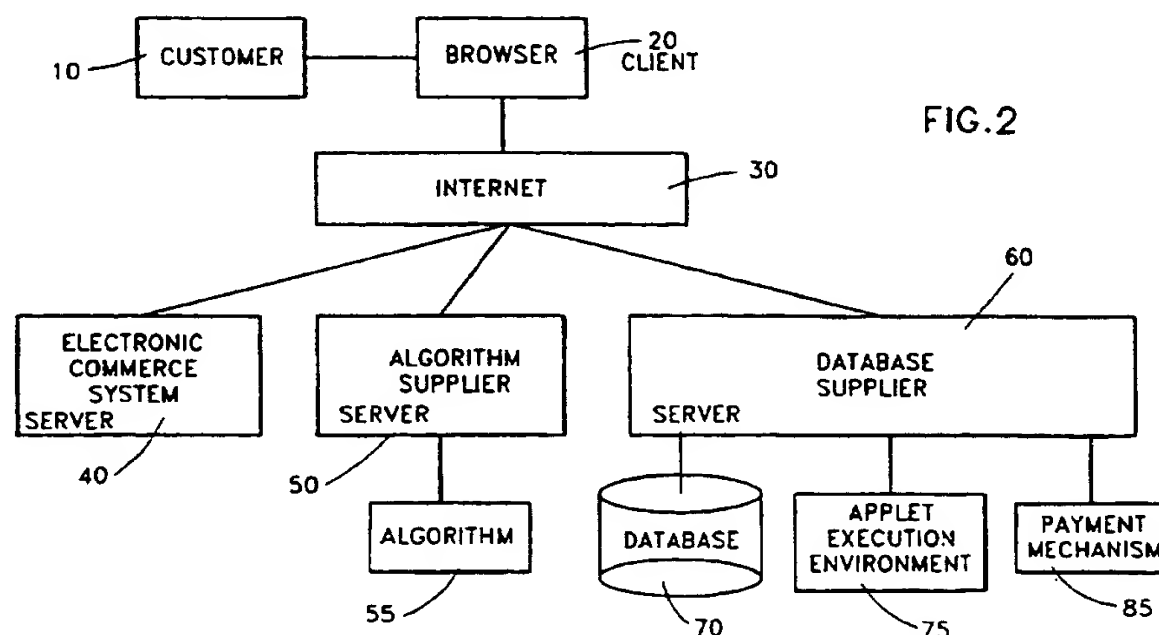 CUSTOMER
10
BROWSER
20
CLIENT
FIG.2
INTERNET
30
60
ELECTRONIC
COMMERCE
SYSTEM
SERVER
40
ALGORITHM
SUPPLIER
SERVER
50
DATABASE
SUPPLIER
SERVER
ALGORITHM
55
DATABASE
70
APPLET
EXECUTION
ENVIRONMENT
75
PAYMENT
MECHANISM
85